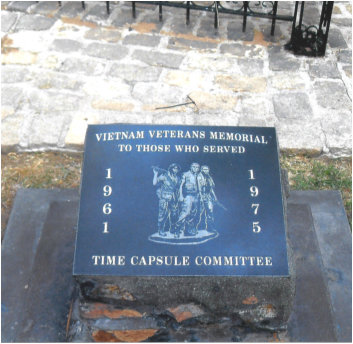 VIETNAM VETERANS MEMORIAL
TO THOSE WHO SERVED
1961
1975
TIME CAPSULE COMMITTEE